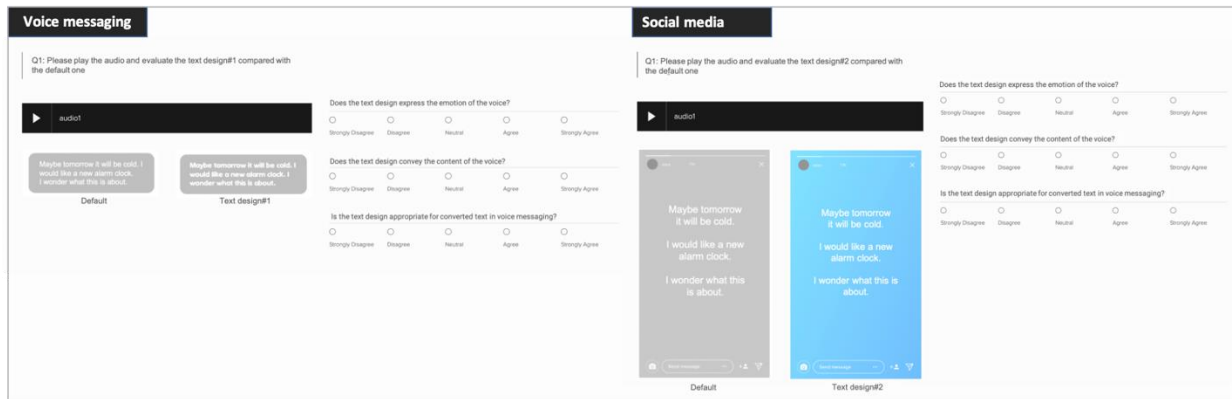 Voice messaging
Q1: Please play the audio and evaluate the text design#1 compared with
the default one
audio1
Maybe tomorrow it will be cold. I
would like a new alarm clock.
I wonder what this is about.
Default
Maybe tomorrow it will be cold. I
would like a new alarm clock. I
wonder what this is about.
Text design#1
Does the text design express the emotion of the voice?
Strongly Disagree Disagree Neutral Agree Strongly Agree
Does the text design convey the content of the voice?
Strongly Disagree Disagree Neutral Agree Strongly Agree
Is the text design appropriate for converted text in voice messaging?
Strongly Disagree Disagree Neutral Agree Strongly Agree
Social media
Q1: Please play the audio and evaluate the text design#2 compared with
the default one
audio1
Maybe tomorrow
it will be cold.
I would like a new
alarm clock.
I wonder what this
is about.
Send message
Default
Maybe tomorrow
it will be cold.
I would like a new
alarm clock.
I wonder what this is
about.
Send message
Text design#2
Does the text design express the emotion of the voice?
Strongly Disagree Disagree Neutral Agree Strongly Agree
Does the text design convey the content of the voice?
Strongly Disagree Disagree Neutral Agree Strongly Agree
Is the text design appropriate for converted text in voice messaging?
Strongly Disagree Disagree Neutral Agree Strongly Agree